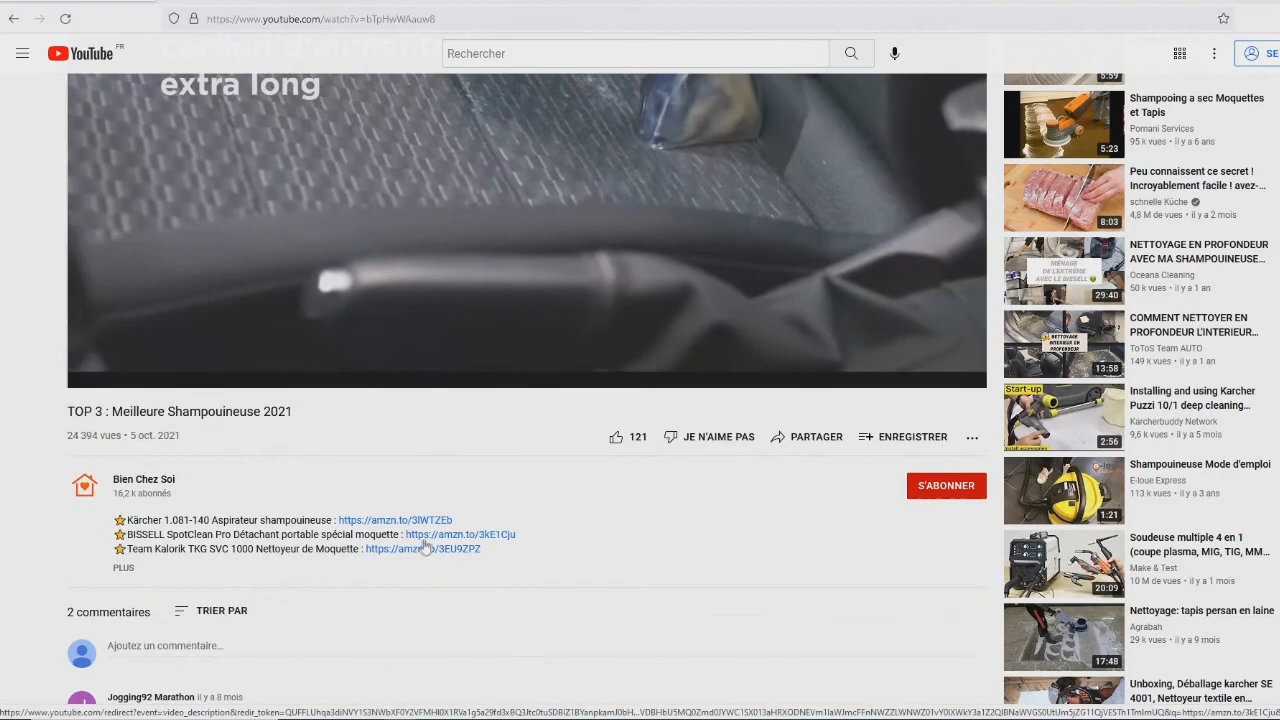 https://www.youtube.com/watch?v=bTpHwWAauw8
YouTube FR
Rechercher
SE
extra long
TOP 3 : Meilleure Shampouineuse 2021
24 394 vues • 5 oct. 2021
121
JE N'AIME PAS
PARTAGER
ENREGISTRER
Bien Chez Soi
16,2 k abonnés
S'ABONNER
⭐Kärcher 1.081-140 Aspirateur shampouineuse : https://amzn.to/3lWTZEb
⭐BISSELL SpotClean Pro Détachant portable spécial moquette : https://amzn.to/3kE1Cju
⭐Team Kalorik TKG SVC 1000 Nettoyeur de Moquette : https://amzn.to/3EU9ZPZ
PLUS
2 commentaires
TRIER PAR
Ajoutez un commentaire...
Jogging92 Marathon il y a 8 mois
5:59
5:23
Shampooing a sec Moquettes
et Tapis
Pomani Services
95 k vues • il y a 6 ans
8:03
Peu connaissent ce secret !
Incroyablement facile ! avez-...
schnelle Küche
4,8 M de vues • il y a 2 mois
MÉNAGE
DE L'EXTRÊME
AVEC LE BISSELL
29:40
NETTOYAGE EN PROFONDEUR
AVEC MA SHAMPOUINEUSE...
Oceana Cleaning
50 k vues • il y a 1 an
NETTOYAGE
INTERIEUR EN
PROFONDEUR
13:58
COMMENT NETTOYER EN
PROFONDEUR L'INTERIEUR...
ToToS Team AUTO
149 k vues • il y a 1 an
Start-up
2:56
Installing and using Karcher
Puzzi 10/1 deep cleaning...
Karcherbuddy Network
9,6 k vues • il y a 5 mois
1:21
Shampouineuse Mode d'emploi
E-loue Express
113 k vues • il y a 3 ans
20:09
Soudeuse multiple 4 en 1
(coupe plasma, MIG, TIG, MM...
Make & Test
10 M de vues • il y a 1 mois
17:48
Nettoyage: tapis persan en laine
Agrabah
29 k vues • il y a 9 mois
Unboxing, Déballage karcher SE
4001, Nettoyeur textile en...